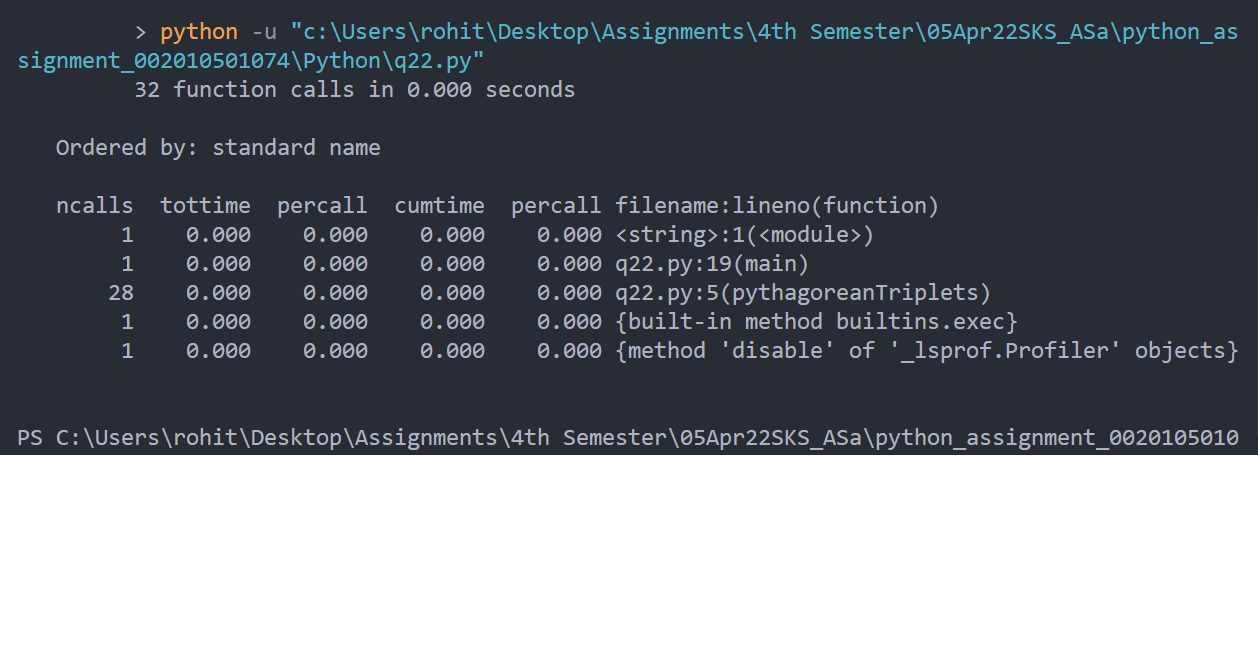 > python -u "c:\Users\rohit\Desktop\Assignments\4th Semester\05Apr22SKS_ASa\python_as
signment_002010501074\Python\q22.py"
32 function calls in 0.000 seconds
Ordered by: standard name
ncalls  tottime  percall  cumtime  percall filename:lineno(function)
1    0.000    0.000    0.000    0.000 <string>:1(<module>)
1    0.000    0.000    0.000    0.000 q22.py:19(main)
28    0.000    0.000    0.000    0.000 q22.py:5(pythagoreanTriplets)
1    0.000    0.000    0.000    0.000 {built-in method builtins.exec}
1    0.000    0.000    0.000    0.000 {method 'disable' of '_lsprof.Profiler' objects}
PS C:\Users\rohit\Desktop\Assignments\4th Semester\05Apr22SKS_ASa\python_assignment_0020105010